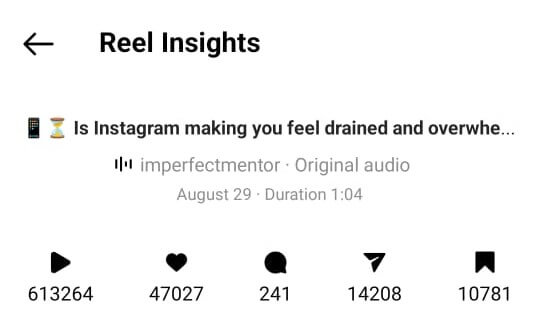 Reel Insights
📱⏳ Is Instagram making you feel drained and overwhe...
imperfectmentor · Original audio
August 29 · Duration 1:04
613264 47027 241 14208 10781